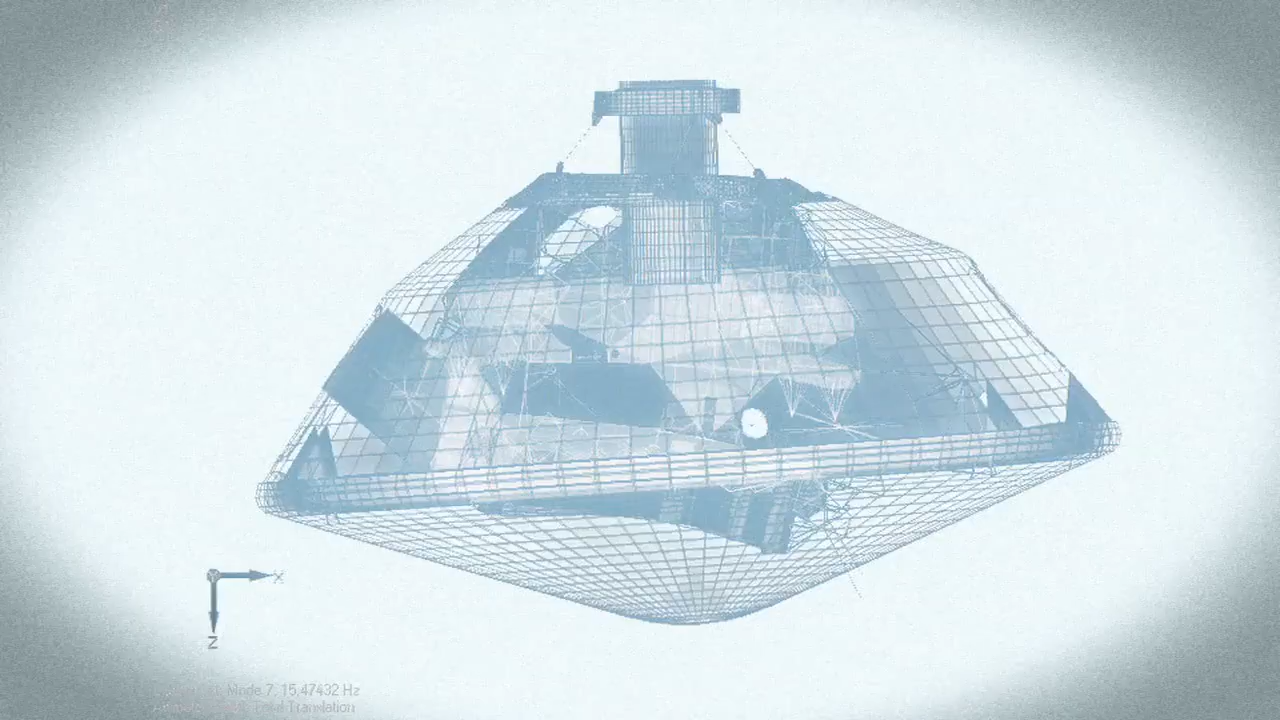 X
Z
Mode 7, 15.47432 Hz
Total Translation